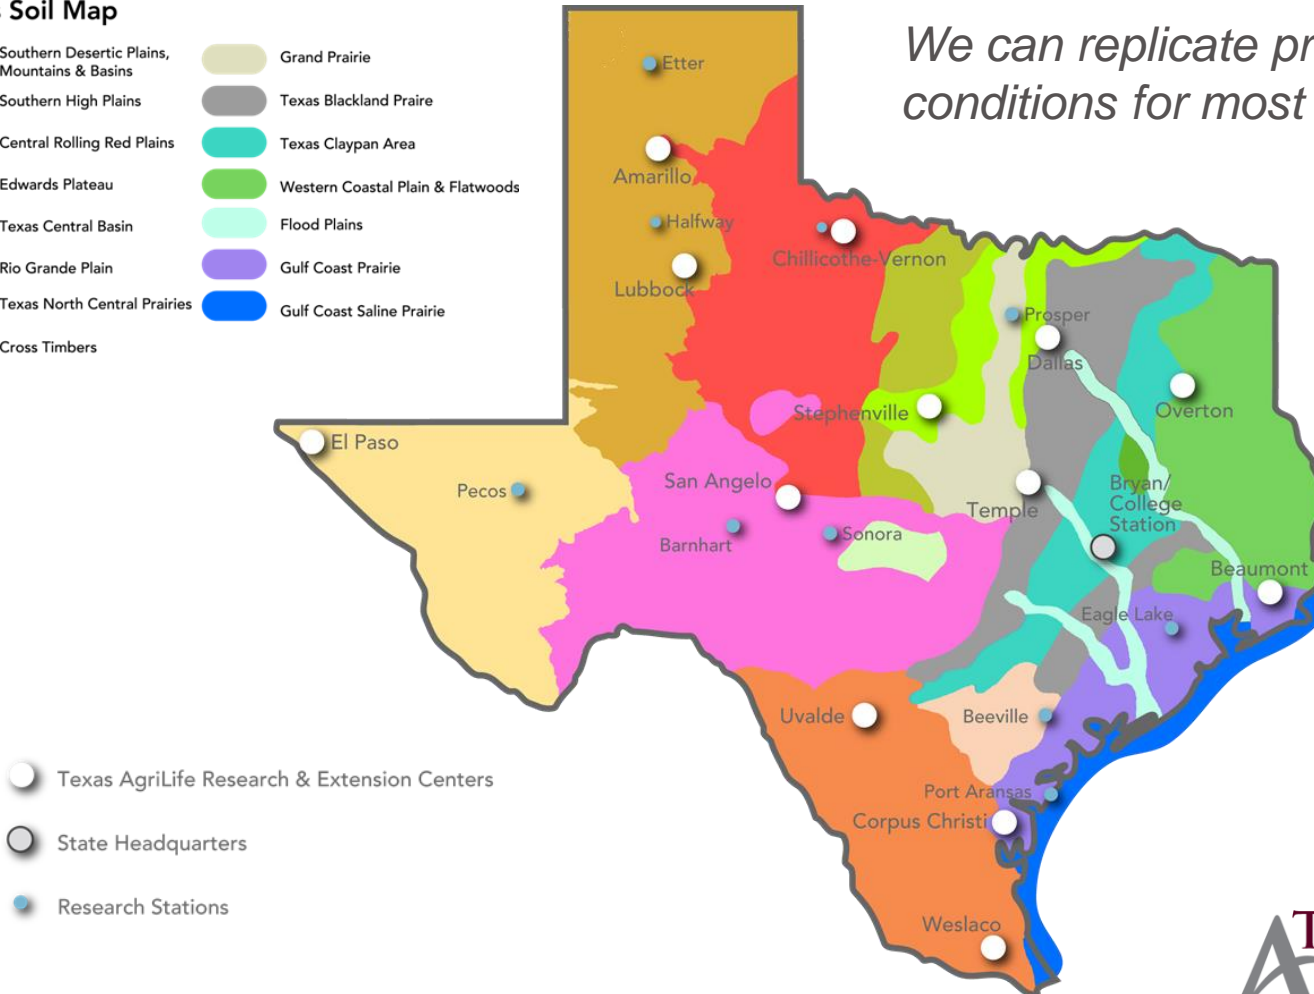 Soil Map
We can replicate pr
conditions for most
Southern Desertic Plains,
Mountains & Basins
Southern High Plains
Central Rolling Red Plains
Edwards Plateau
Texas Central Basin
Rio Grande Plain
Texas North Central Prairies
Cross Timbers
Grand Prairie
Texas Blackland Praire
Texas Claypan Area
Western Coastal Plain & Flatwoods
Flood Plains
Gulf Coast Prairie
Gulf Coast Saline Prairie
Etter
Amarillo
Halfway
Lubbock
Chillicothe-Vernon
Prosper
Dallas
Stephenville
Overton
El Paso
Pecos
San Angelo
Barnhart
Sonora
Temple
Bryan/
College
Station
Beaumont
Eagle Lake
Uvalde
Beeville
Port Aransas
Corpus Christi
Weslaco
Texas AgriLife Research & Extension Centers
State Headquarters
Research Stations